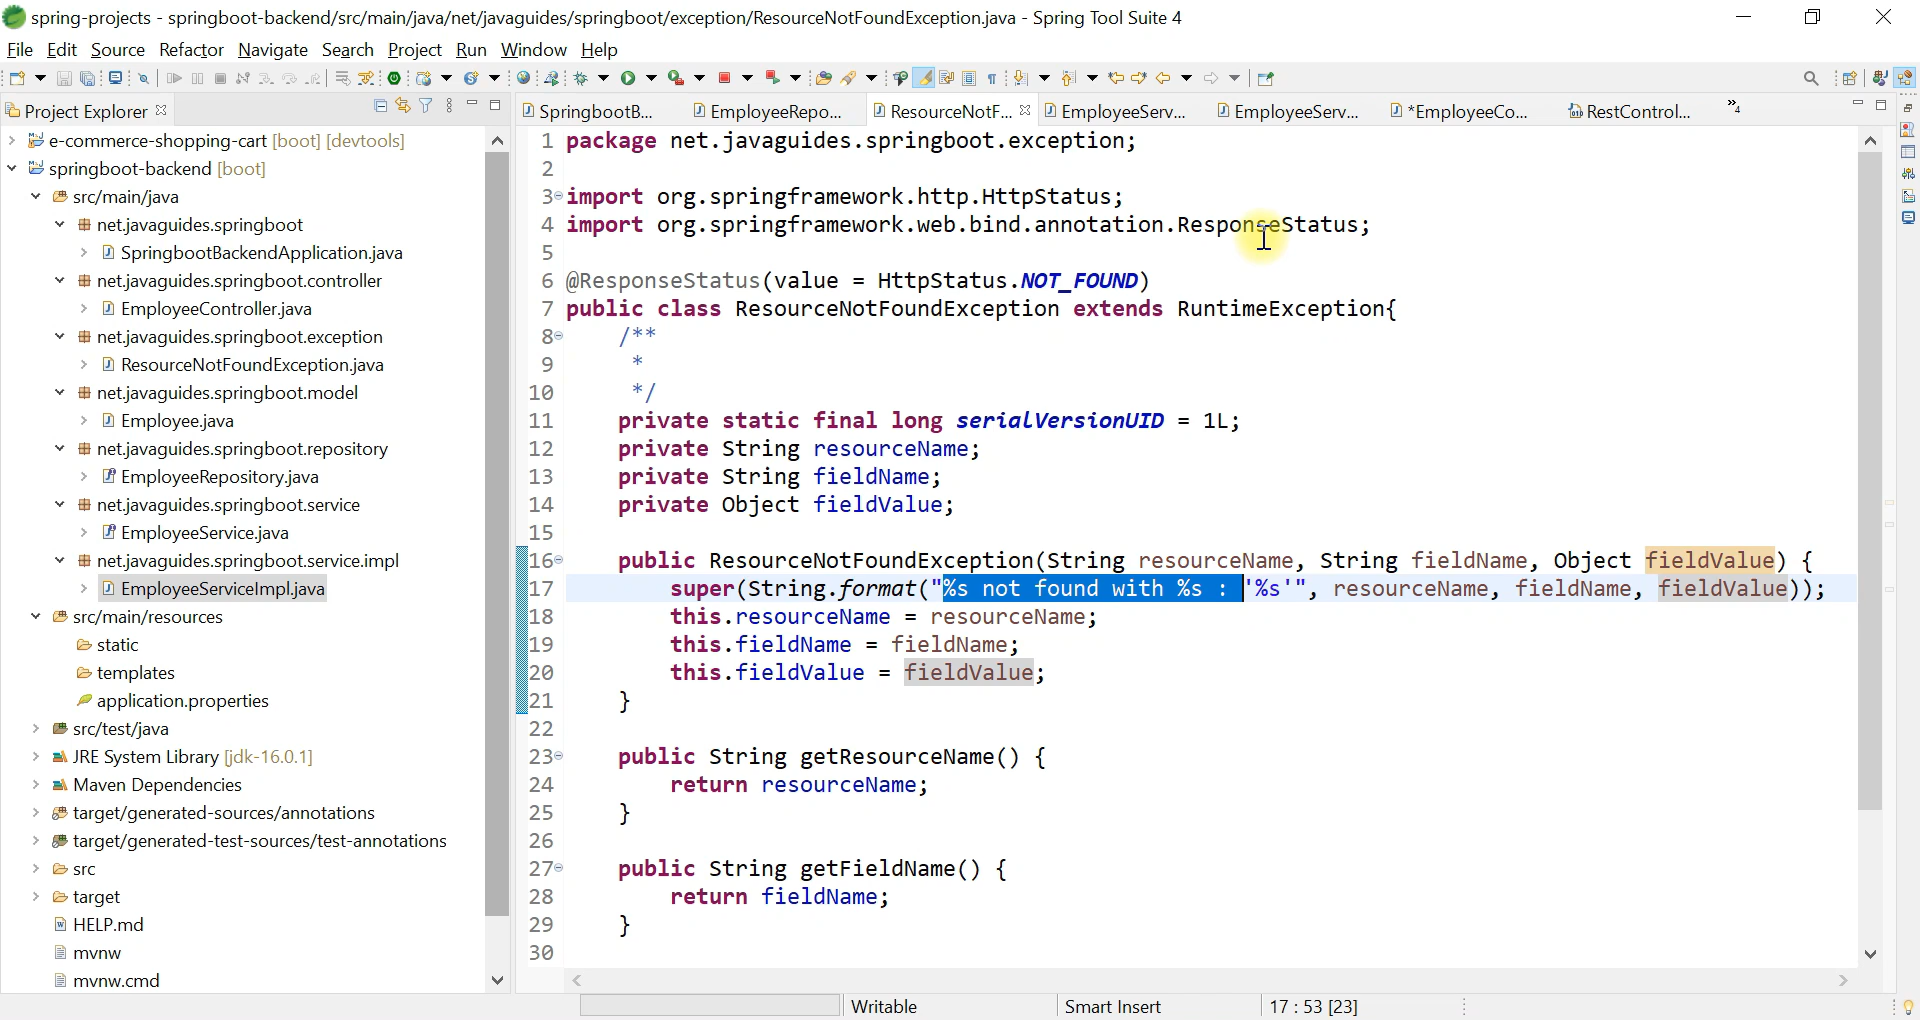 spring-projects - springboot-backend/src/main/java/net/javaguides/springboot/exception/ResourceNotFoundException.java - Spring Tool Suite 4
File Edit Source Refactor Navigate Search Project Run Window Help
Project Explorer
SpringbootB... EmployeeRepo... ResourceNotF... EmployeeServ... EmployeeServ... *EmployeeCo... RestControl... »4
e-commerce-shopping-cart [boot] [devtools]
springboot-backend [boot]
src/main/java
net.javaguides.springboot
SpringbootBackendApplication.java
net.javaguides.springboot.controller
EmployeeController.java
net.javaguides.springboot.exception
ResourceNotFoundException.java
net.javaguides.springboot.model
Employee.java
net.javaguides.springboot.repository
EmployeeRepository.java
net.javaguides.springboot.service
EmployeeService.java
net.javaguides.springboot.service.impl
EmployeeServiceImpl.java
src/main/resources
static
templates
application.properties
src/test/java
JRE System Library [jdk-16.0.1]
Maven Dependencies
target/generated-sources/annotations
target/generated-test-sources/test-annotations
src
target
HELP.md
mvnw
mvnw.cmd
1 package net.javaguides.springboot.exception;
2
3 import org.springframework.http.HttpStatus;
4 import org.springframework.web.bind.annotation.ResponseStatus;
5
6 @ResponseStatus(value = HttpStatus.NOT_FOUND)
7 public class ResourceNotFoundException extends RuntimeException{
8 /**
9 *
10 */
11 private static final long serialVersionUID = 1L;
12 private String resourceName;
13 private String fieldName;
14 private Object fieldValue;
15
16 public ResourceNotFoundException(String resourceName, String fieldName, Object fieldValue) {
17 super(String.format("%s not found with %s : '%s'", resourceName, fieldName, fieldValue));
18 this.resourceName = resourceName;
19 this.fieldName = fieldName;
20 this.fieldValue = fieldValue;
21 }
22
23 public String getResourceName() {
24 return resourceName;
25 }
26
27 public String getFieldName() {
28 return fieldName;
29 }
30
Writable Smart Insert 17 : 53 [23]